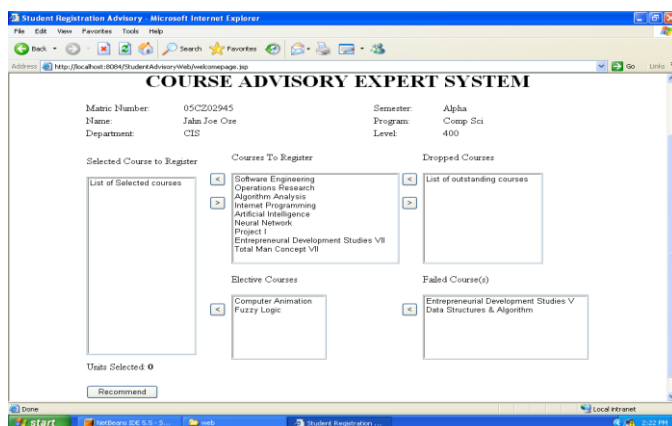 Student Registration Advisory - Microsoft Internet Explorer
File Edit View Favorites Tools Help
Back Search Favorites
Address http://localhost:8084/StudentAdvisoryWeb/welcomepage.jsp Go Links
COURSE ADVISORY EXPERT SYSTEM
Matric Number: 05CZ02945 Semester: Alpha
Name: Jahn Joe Ose Program: Comp Sci
Department: CIS Level: 400
Selected Course to Register Courses To Register Dropped Courses
List of Selected courses < Software Engineering < List of outstanding courses
Operations Research
Algorithm Analysis
> Internet Programming >
Artificial Intelligence
Neural Network
Project I
Entrepreneural Development Studies VII
Total Man Concept VII
Elective Courses Failed Course(s)
Computer Animation Entrepreneurial Development Studies V
< Fuzzy Logic < Data Structures & Algorithm
Units Selected: 0
Recommend
Done Local intranet
start NetBeans IDE 5.5 - S... web Student Registration ... 2:22 PM